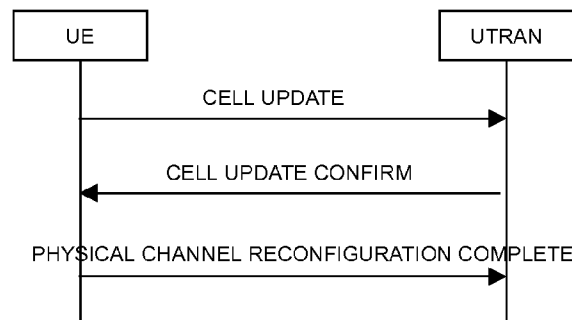 UE
UTRAN
CELL UPDATE
CELL UPDATE CONFIRM
PHYSICAL CHANNEL RECONFIGURATION COMPLETE